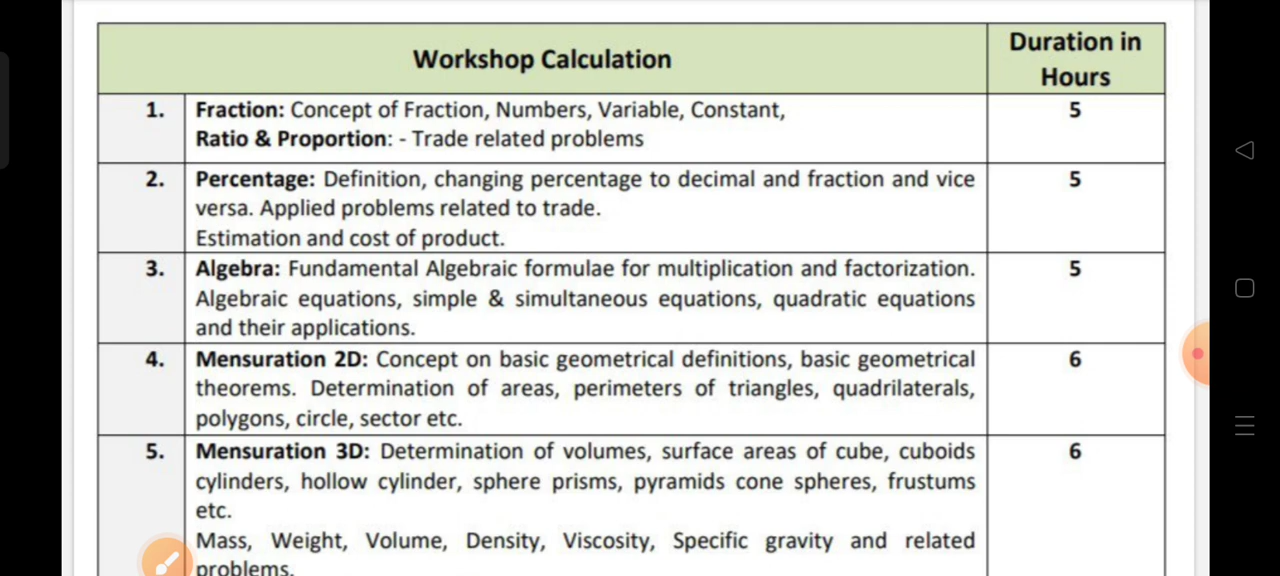 Workshop Calculation
Duration in
Hours
1.
Fraction: Concept of Fraction, Numbers, Variable, Constant,
Ratio & Proportion: - Trade related problems
5
2.
Percentage: Definition, changing percentage to decimal and fraction and vice
versa. Applied problems related to trade.
Estimation and cost of product.
5
3.
Algebra: Fundamental Algebraic formulae for multiplication and factorization.
Algebraic equations, simple & simultaneous equations, quadratic equations
and their applications.
5
4.
Mensuration 2D: Concept on basic geometrical definitions, basic geometrical
theorems. Determination of areas, perimeters of triangles, quadrilaterals,
polygons, circle, sector etc.
6
5.
Mensuration 3D: Determination of volumes, surface areas of cube, cuboids
cylinders, hollow cylinder, sphere prisms, pyramids cone spheres, frustums
etc.
Mass, Weight, Volume, Density, Viscosity, Specific gravity and related
problems.
6